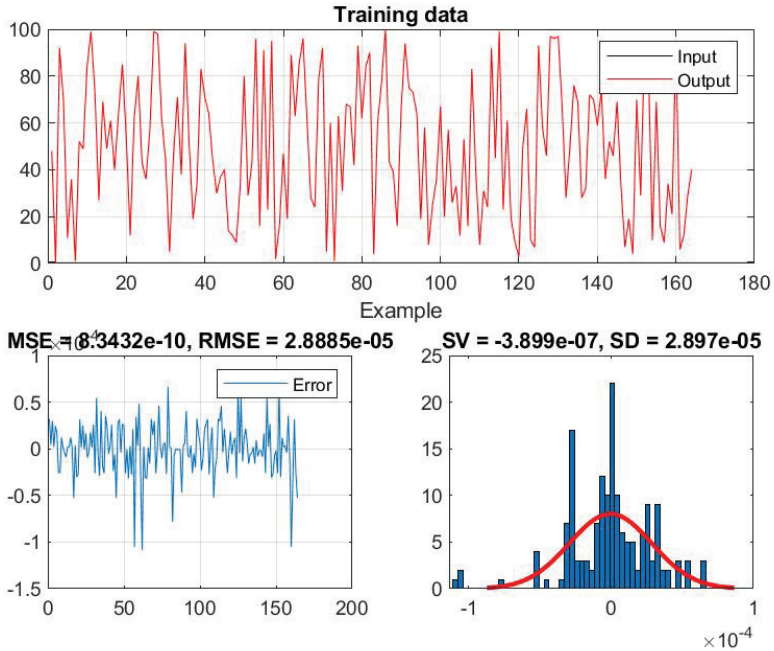 Training data
100
80
60
40
20
0
Input
Output
0 20 40 60 80 100 120 140 160 180
Example
MSE = 8.3432e-10, RMSE = 2.8885e-05
×10-4
1
0.5
0
-0.5
-1
-1.5
Error
0 50 100 150 200
SV = -3.899e-07, SD = 2.897e-05
25
20
15
10
5
0
-1 0 1
×10-4